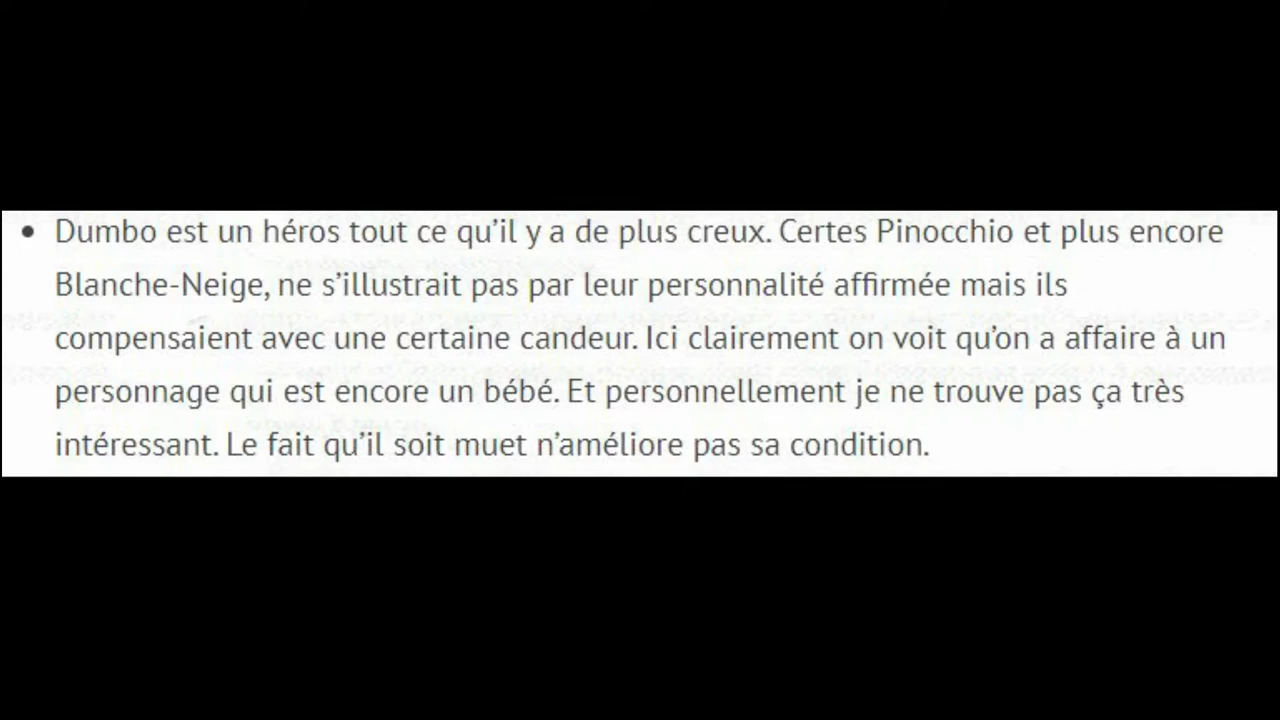 • Dumbo est un héros tout ce qu’il y a de plus creux. Certes Pinocchio et plus encore
Blanche-Neige, ne s’illustrait pas par leur personnalité affirmée mais ils
compensaient avec une certaine candeur. Ici clairement on voit qu’on a affaire à un
personnage qui est encore un bébé. Et personnellement je ne trouve pas ça très
intéressant. Le fait qu’il soit muet n’améliore pas sa condition.